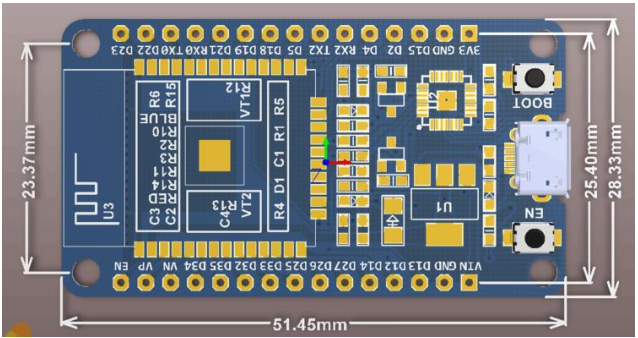 D23 D22 TX0 RX0 D21 D19 D18 D5 TX2 RX2 D4 D2 D15 GND 3V3
R12
VT1
R6 R15
BLUE
R10
R2
R3
R11
R14
RED
C3 C2
R5
R1
C1
D1
R4
R13
C4 VT2
U3
U2
U1
BOOT
EN
EN VP VN D34 D35 D32 D33 D25 D26 D27 D14 D12 D13 GND VIN
23.37mm
25.40mm
28.33mm
51.45mm